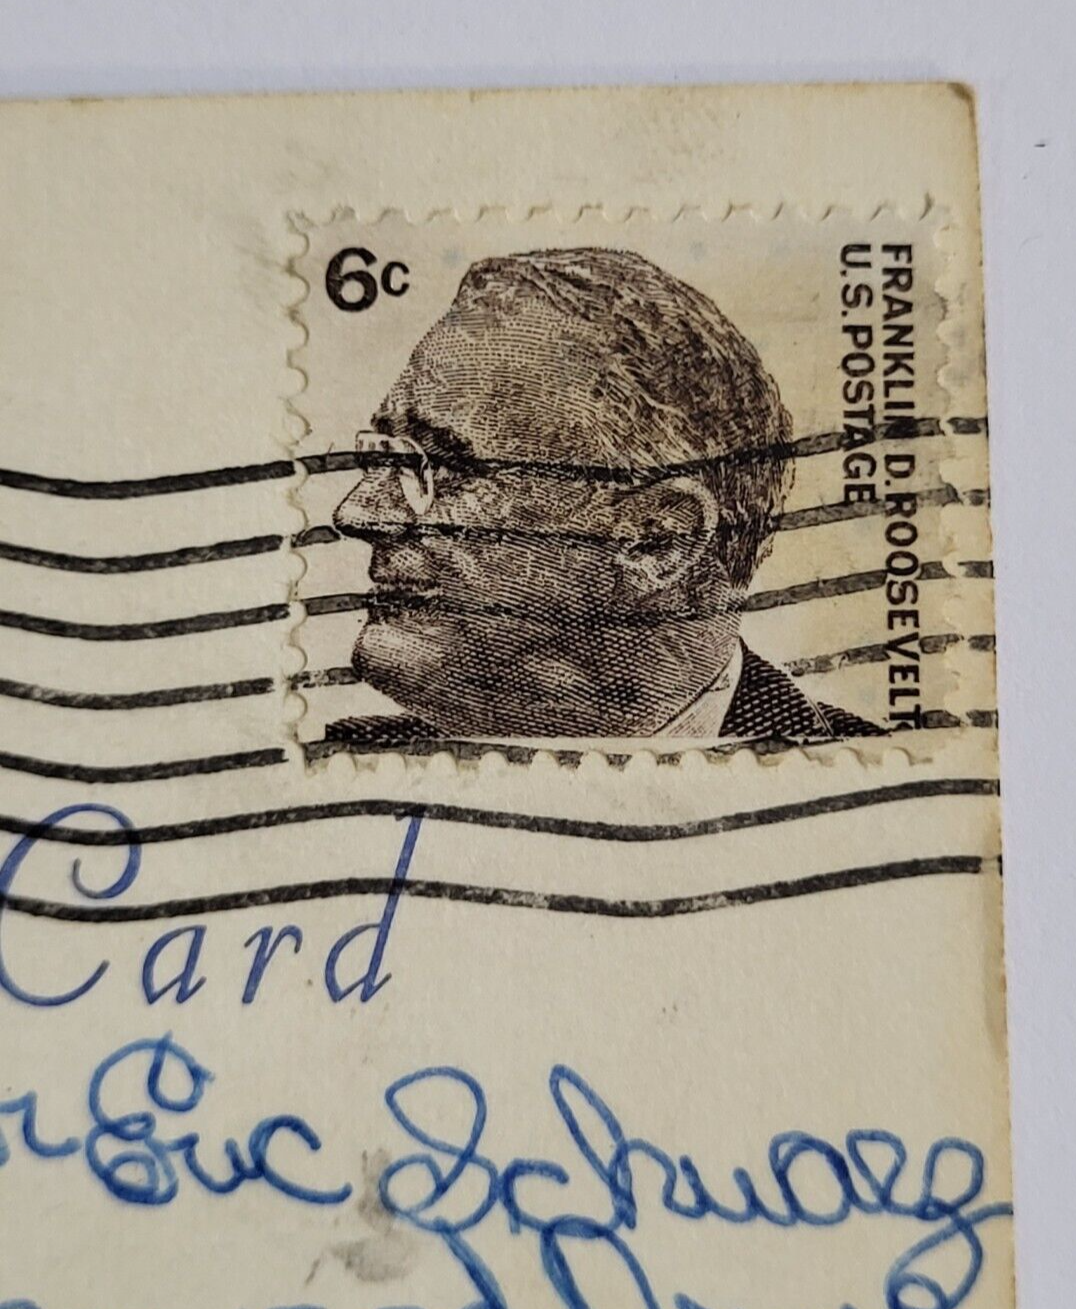 6c
FRANKLIN D. ROOSEVELT
U.S. POSTAGE
Card
Eric Schwarz